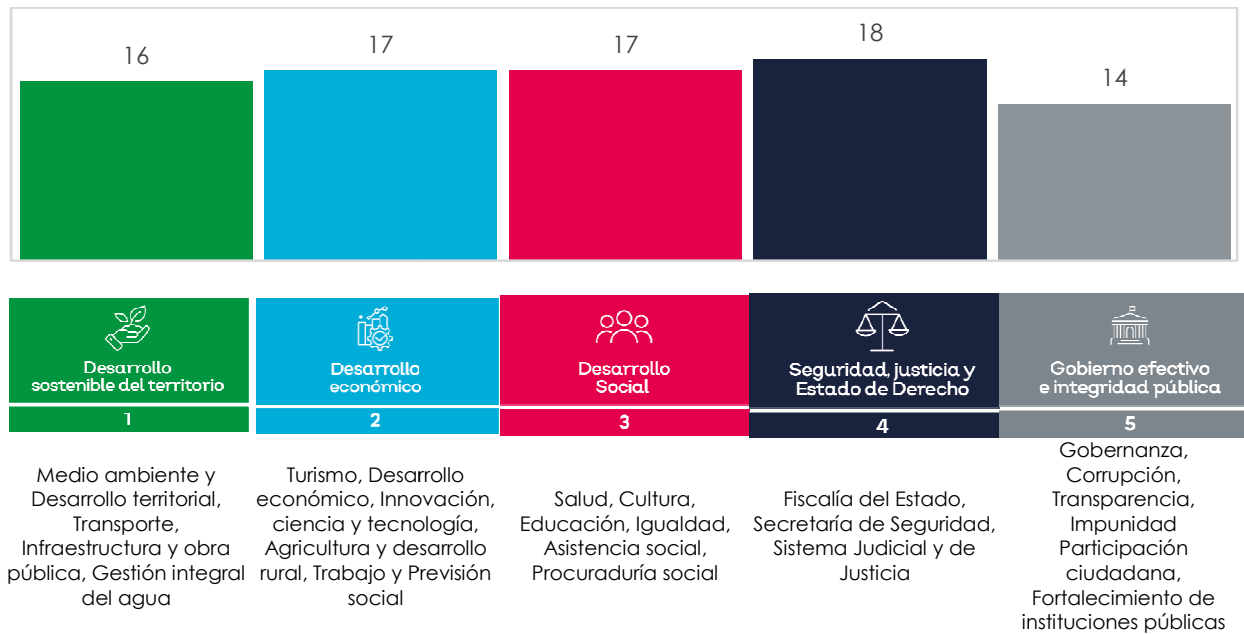 16
17
17
18
14
Desarrollo
sostenible del territorio
1
Desarrollo
económico
2
Desarrollo
Social
3
Seguridad, justicia y
Estado de Derecho
4
Gobierno efectivo
e integridad pública
5
Medio ambiente y
Desarrollo territorial,
Transporte,
Infraestructura y obra
pública, Gestión integral
del agua
Turismo, Desarrollo
económico, Innovación,
ciencia y tecnología,
Agricultura y desarrollo
rural, Trabajo y Previsión
social
Salud, Cultura,
Educación, Igualdad,
Asistencia social,
Procuraduría social
Fiscalía del Estado,
Secretaría de Seguridad,
Sistema Judicial y de
Justicia
Gobernanza,
Corrupción,
Transparencia,
Impunidad
Participación
ciudadana,
Fortalecimiento de
instituciones públicas